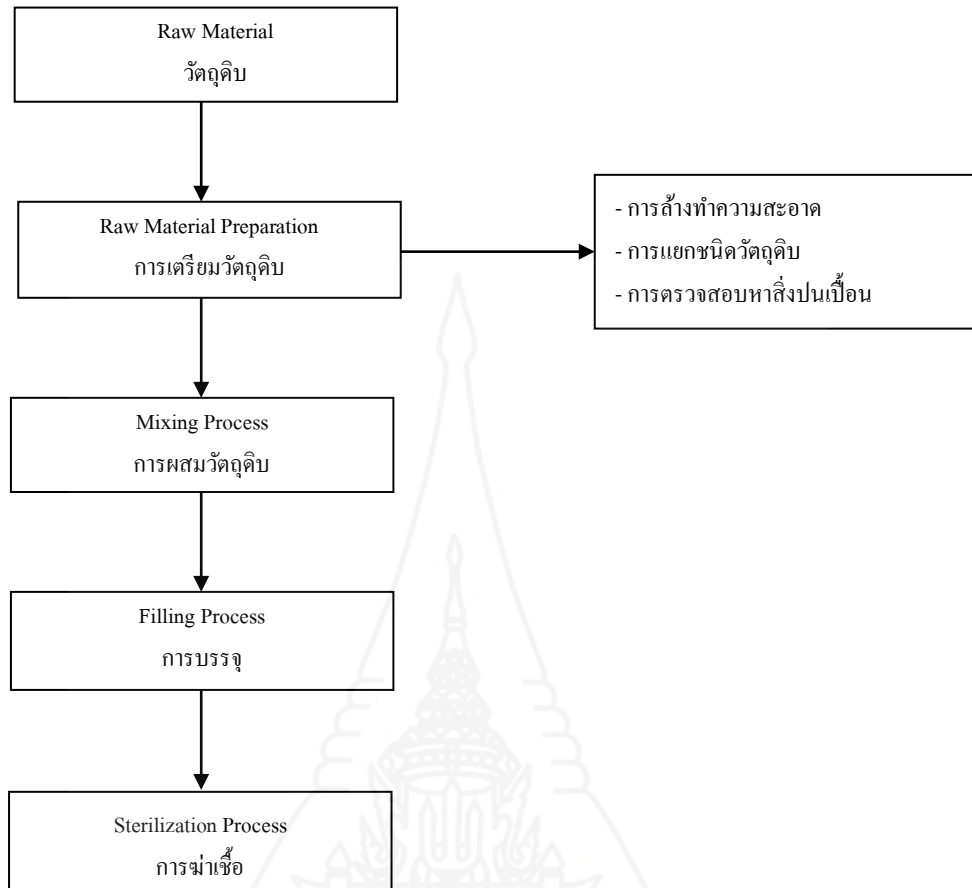 Raw Material
วัตถุดิบ
Raw Material Preparation
การเตรียมวัตถุดิบ
- การล้างทำความสะอาด
- การแยกชนิดวัตถุดิบ
- การตรวจสอบหาสิ่งปนเปื้อน
Mixing Process
การผสมวัตถุดิบ
Filling Process
การบรรจุ
Sterilization Process
การฆ่าเชื้อ